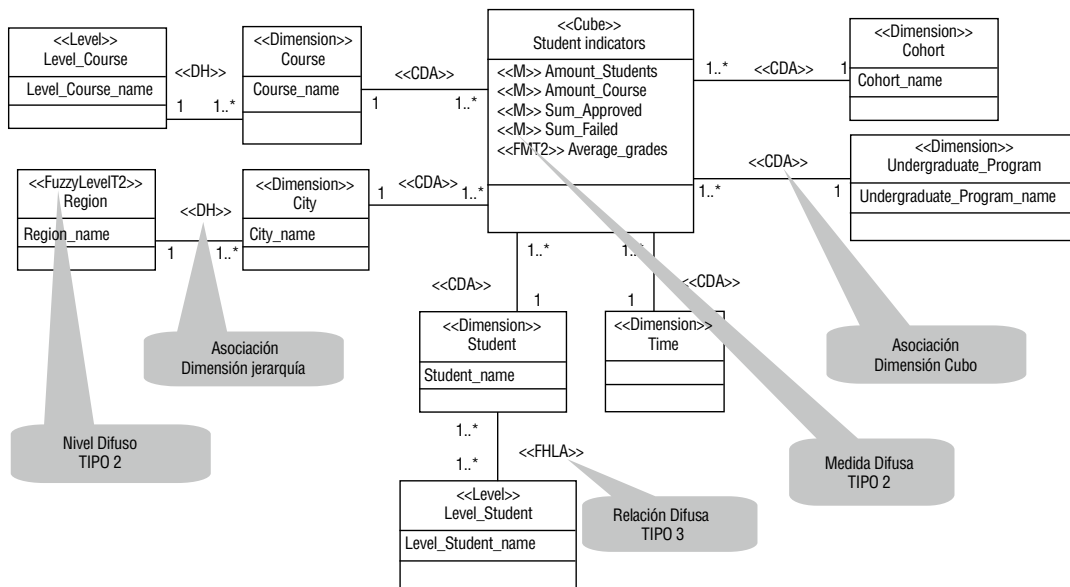 <<Level>>
Level_Course
Level_Course_name
<<DH>>
1
1..*
<<Dimension>>
Course
Course_name
<<CDA>>
1
1..*
<<Cube>>
Student indicators
<<M>> Amount_Students
<<M>> Amount_Course
<<M>> Sum_Approved
<<M>> Sum_Failed
<<FMT2>> Average_grades
1..*
<<CDA>>
1
<<Dimension>>
Cohort
Cohort_name
<<FuzzyLevelT2>>
Region
Region_name
<<DH>>
1
1..*
<<Dimension>>
City
City_name
<<CDA>>
1
1..*
<<CDA>>
1..*
1
<<Dimension>>
Undergraduate_Program
Undergraduate_Program_name
1..*
<<CDA>>
1
1..*
<<CDA>>
1
<<Dimension>>
Student
Student_name
<<Dimension>>
Time
Asociación
Dimensión jerarquía
Asociación
Dimensión Cubo
Nivel Difuso
TIPO 2
1..*
1..*
<<FHLA>>
Medida Difusa
TIPO 2
<<Level>>
Level_Student
Level_Student_name
Relación Difusa
TIPO 3